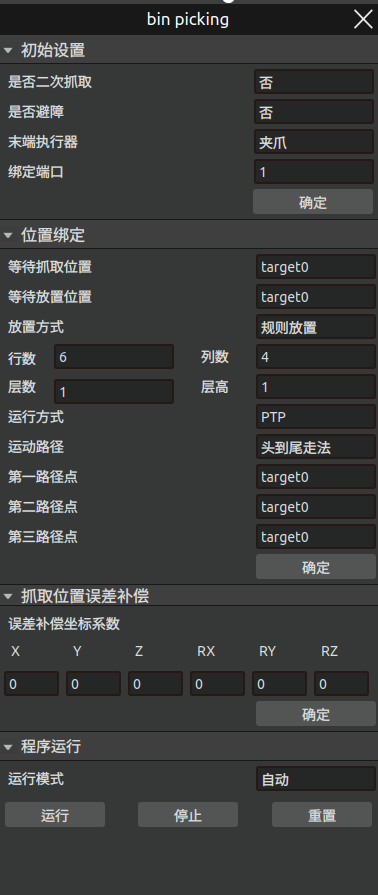 bin picking
初始设置
是否二次抓取 否
是否避障 否
末端执行器 夹爪
绑定端口 1
确定
位置绑定
等待抓取位置 target0
等待放置位置 target0
放置方式 规则放置
行数 6 列数 4
层数 1 层高 1
运行方式 PTP
运动路径 头到尾走法
第一路径点 target0
第二路径点 target0
第三路径点 target0
确定
抓取位置误差补偿
误差补偿坐标系数
X Y Z RX RY RZ
0 0 0 0 0 0
确定
程序运行
运行模式 自动
运行 停止 重置